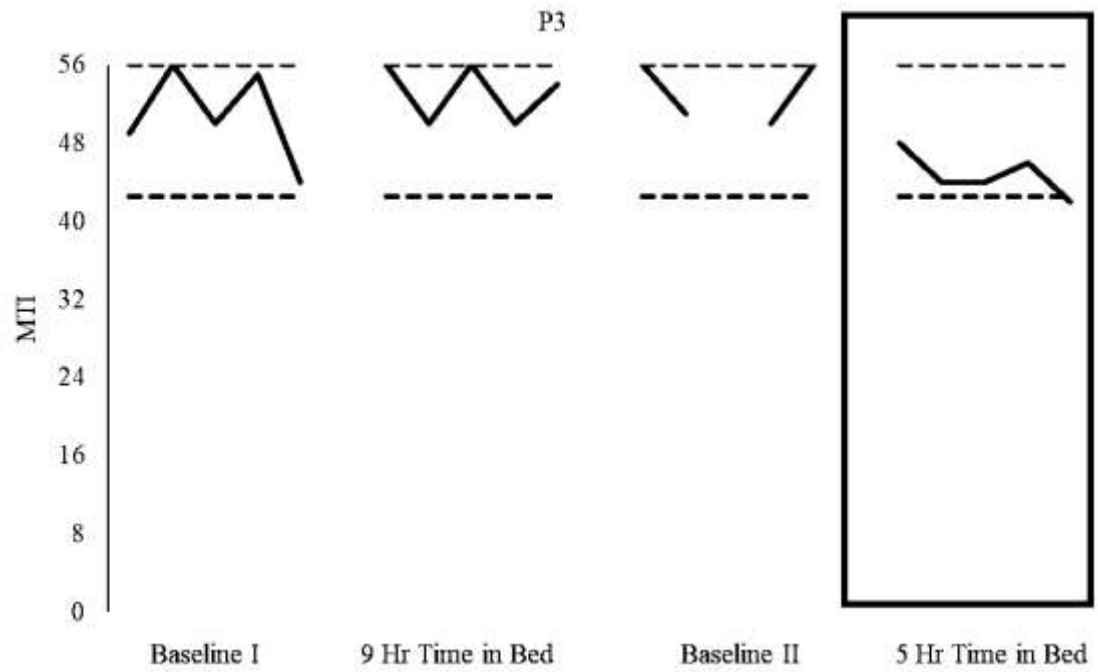 P3
56
48
40
32
24
16
8
0
MTI
Baseline I
9 Hr Time in Bed
Baseline II
5 Hr Time in Bed